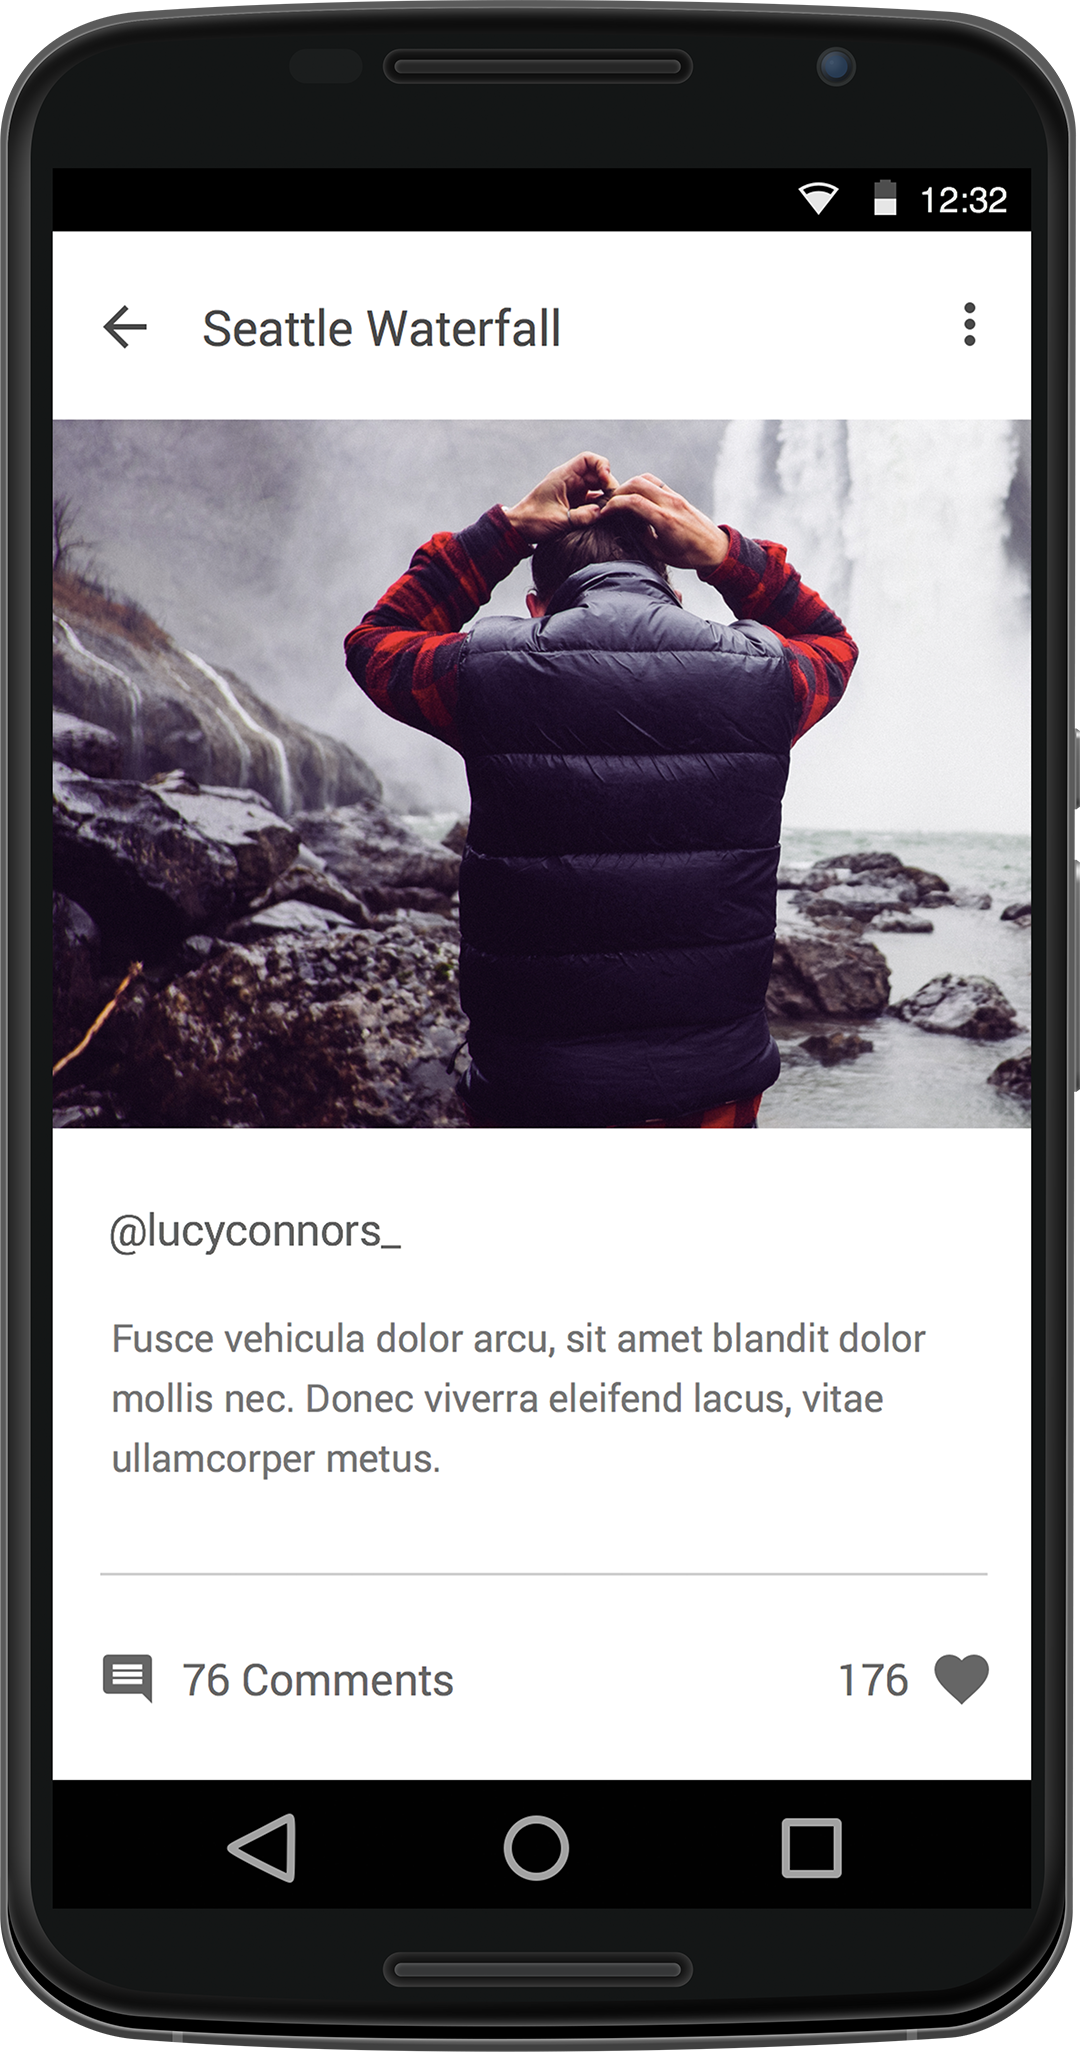 12:32
Seattle Waterfall
@lucyconnors_
Fusce vehicula dolor arcu, sit amet blandit dolor
mollis nec. Donec viverra eleifend lacus, vitae
ullamcorper metus.
76 Comments
176